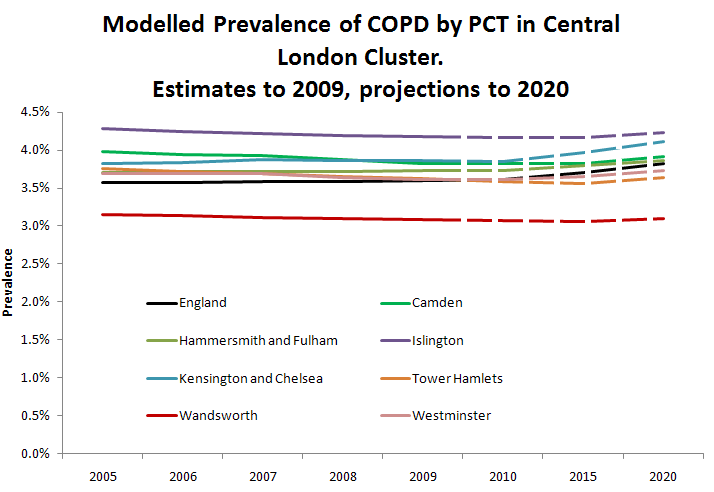 Modelled Prevalence of COPD by PCT in Central
London Cluster.
Estimates to 2009, projections to 2020
4.5%
4.0%
3.5%
3.0%
2.5%
2.0%
1.5%
1.0%
0.5%
0.0%
Prevalence
England
Camden
Hammersmith and Fulham
Islington
Kensington and Chelsea
Tower Hamlets
Wandsworth
Westminster
2005 2006 2007 2008 2009 2010 2015 2020